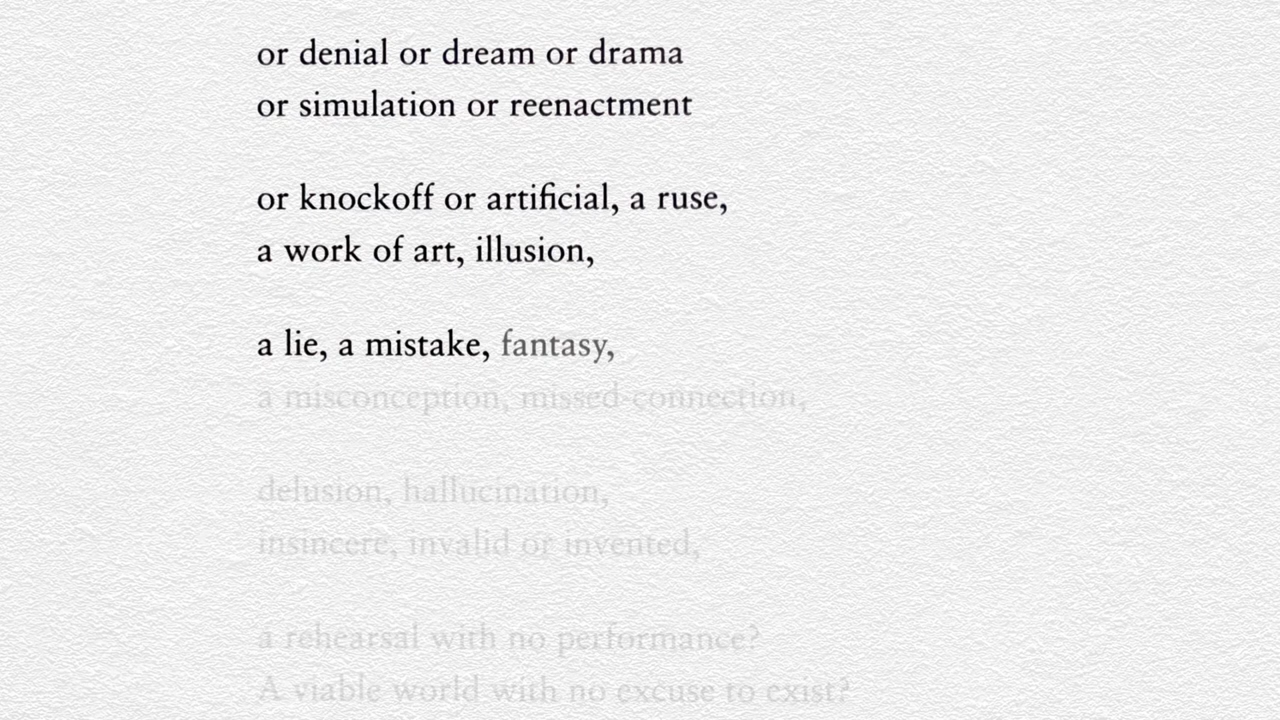 or denial or dream or drama
or simulation or reenactment
or knockoff or artificial, a ruse,
a work of art, illusion,
a lie, a mistake, fantasy,
a misconception, missed connection,
delusion, hallucination,
insincere, invalid or invented,
a rehearsal with no performance?
A viable world with no excuse to exist?